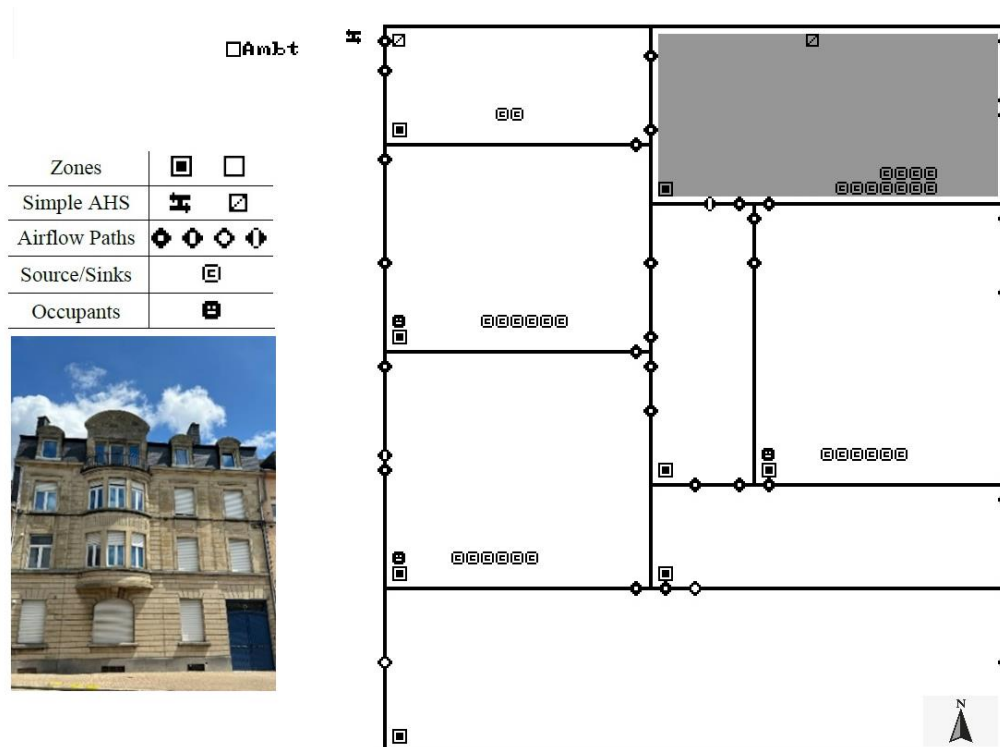 Ambt
Zones
Simple AHS
Airflow Paths
Source/Sinks
Occupants
N